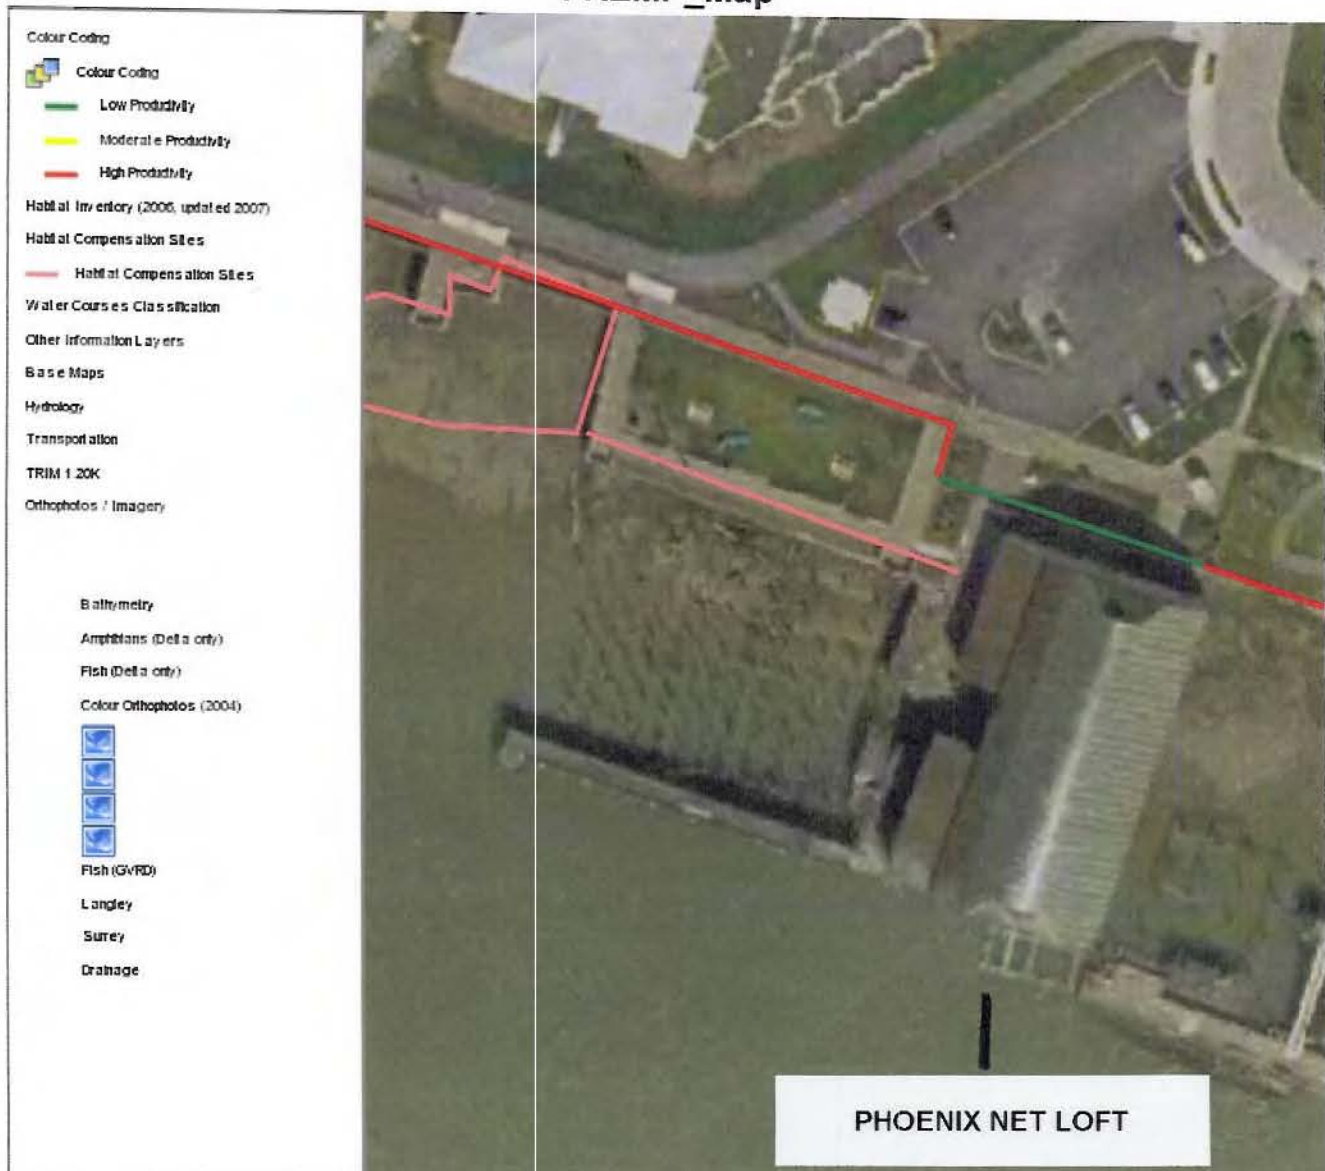 Colour Coding
Colour Coding
Low Productivity
Moderate Productivity
High Productivity
Habitat Inventory (2006, updated 2007)
Habitat Compensation Sites
Habitat Compensation Sites
Water Courses Classification
Other Information Layers
Base Maps
Hydrology
Transportation
TRIM 1:20K
Orthophotos / Imagery
Bathymetry
Amphibians (Delta only)
Fish (Delta only)
Colour Orthophotos (2004)
Fish (GVRD)
Langley
Surrey
Drainage
PHOENIX NET LOFT